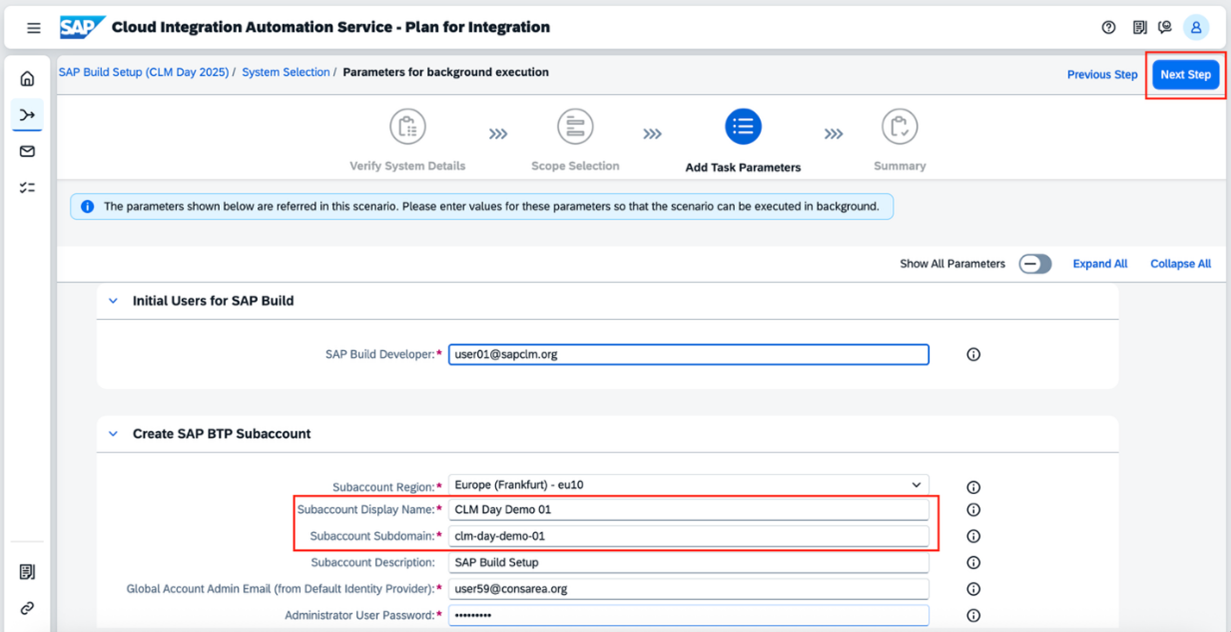 SAP Cloud Integration Automation Service - Plan for Integration
SAP Build Setup (CLM Day 2025) / System Selection / Parameters for background execution
Previous Step Next Step
Verify System Details Scope Selection Add Task Parameters Summary
The parameters shown below are referred in this scenario. Please enter values for these parameters so that the scenario can be executed in background.
Show All Parameters Expand All Collapse All
Initial Users for SAP Build
SAP Build Developer:* user01@sapclm.org
Create SAP BTP Subaccount
Subaccount Region:* Europe (Frankfurt) - eu10
Subaccount Display Name:* CLM Day Demo 01
Subaccount Subdomain:* clm-day-demo-01
Subaccount Description: SAP Build Setup
Global Account Admin Email (from Default Identity Provider):* user59@consarea.org
Administrator User Password:* •••••••••